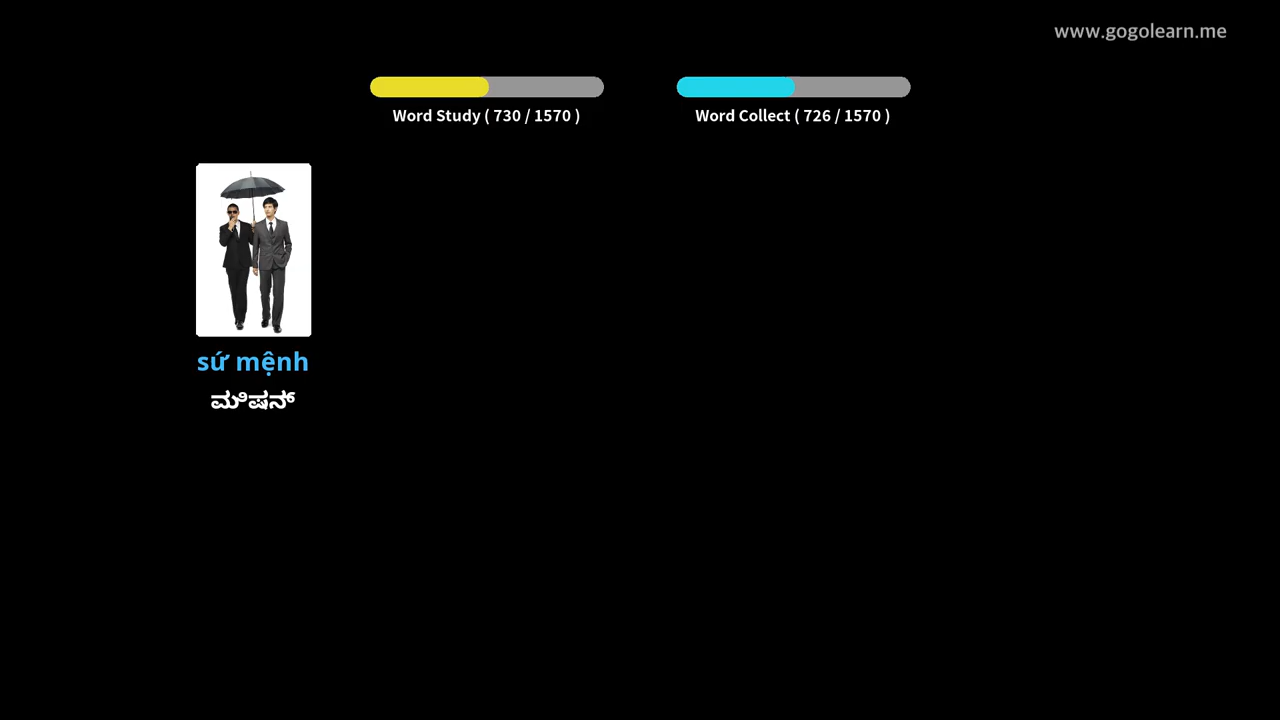 www.gogolearn.me
Word Study ( 730 / 1570 )
Word Collect ( 726 / 1570 )
sứ mệnh
ಮಿಷನ್